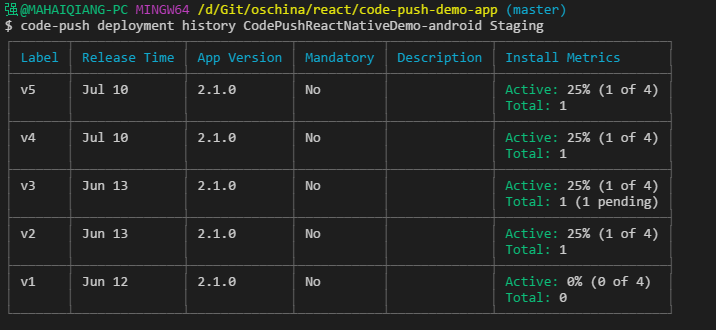 强@MAHAIQIANG-PC MINGW64 /d/Git/oschina/react/code-push-demo-app (master)
$ code-push deployment history CodePushReactNativeDemo-android Staging
Label Release Time App Version Mandatory Description Install Metrics
v5 Jul 10 2.1.0 No Active: 25% (1 of 4)
Total: 1
v4 Jul 10 2.1.0 No Active: 25% (1 of 4)
Total: 1
v3 Jun 13 2.1.0 No Active: 25% (1 of 4)
Total: 1 (1 pending)
v2 Jun 13 2.1.0 No Active: 25% (1 of 4)
Total: 1
v1 Jun 12 2.1.0 No Active: 0% (0 of 4)
Total: 0